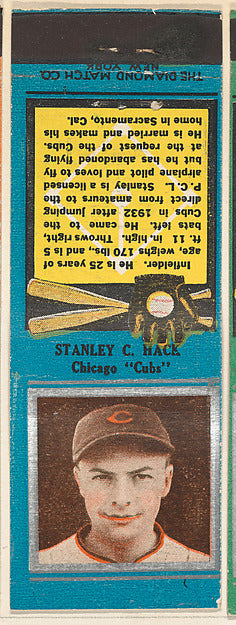 THE DIAMOND MATCH CO.
NEW YORK
Infielder. He is 25 years of
age, weighs 170 lbs., and is 5
ft. 11 in. high. Throws right,
bats left. He came to the
Cubs in 1932 after jumping
direct from amateurs to the
P. C. L. Stanley is a licensed
airplane pilot and loves to fly
but he has abandoned flying
at the request of the Cubs.
He is married and makes his
home in Sacramento, Cal.
STANLEY C. HACK
Chicago "Cubs"
C